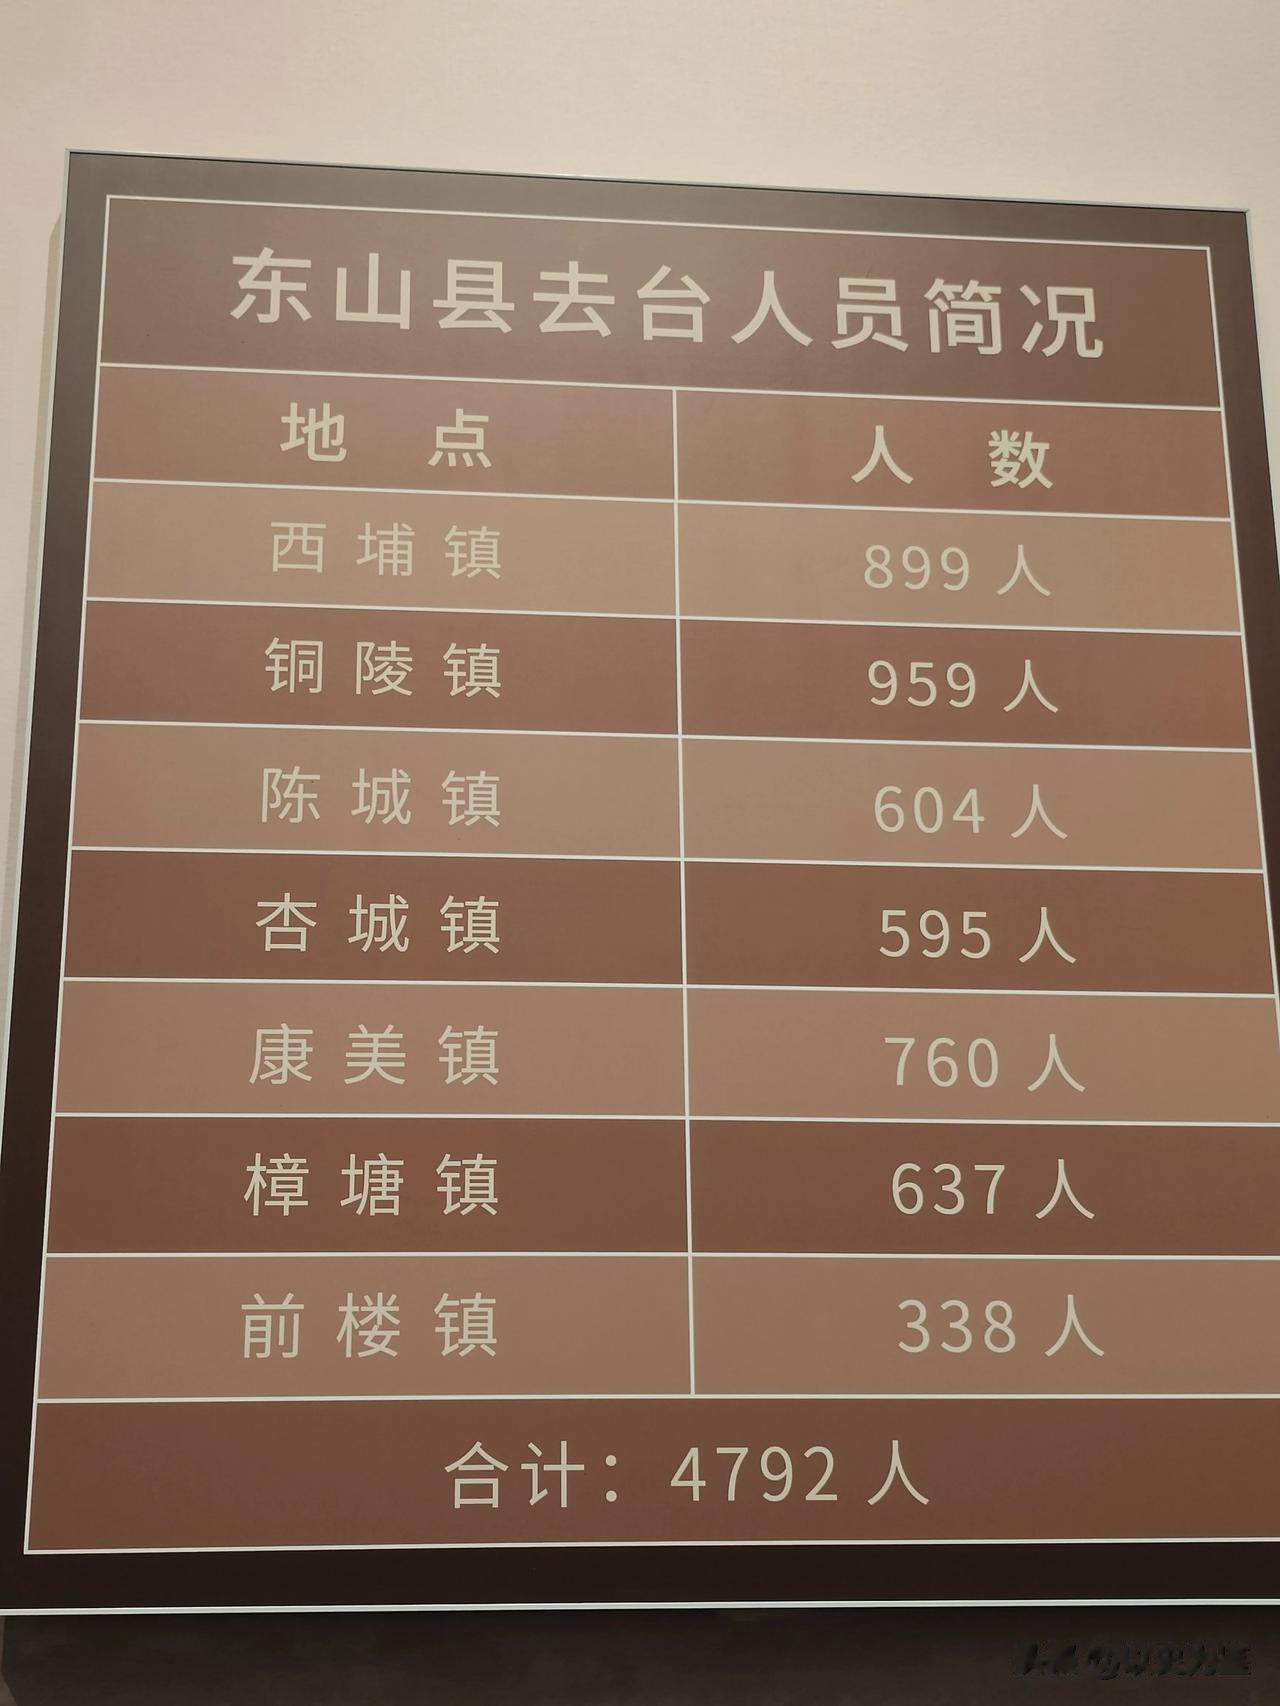 东山县去台人员简况
地点 人数
西埔镇 899人
铜陵镇 959人
陈城镇 604人
杏城镇 595人
康美镇 760人
樟塘镇 637人
前楼镇 338人
合计：4792人